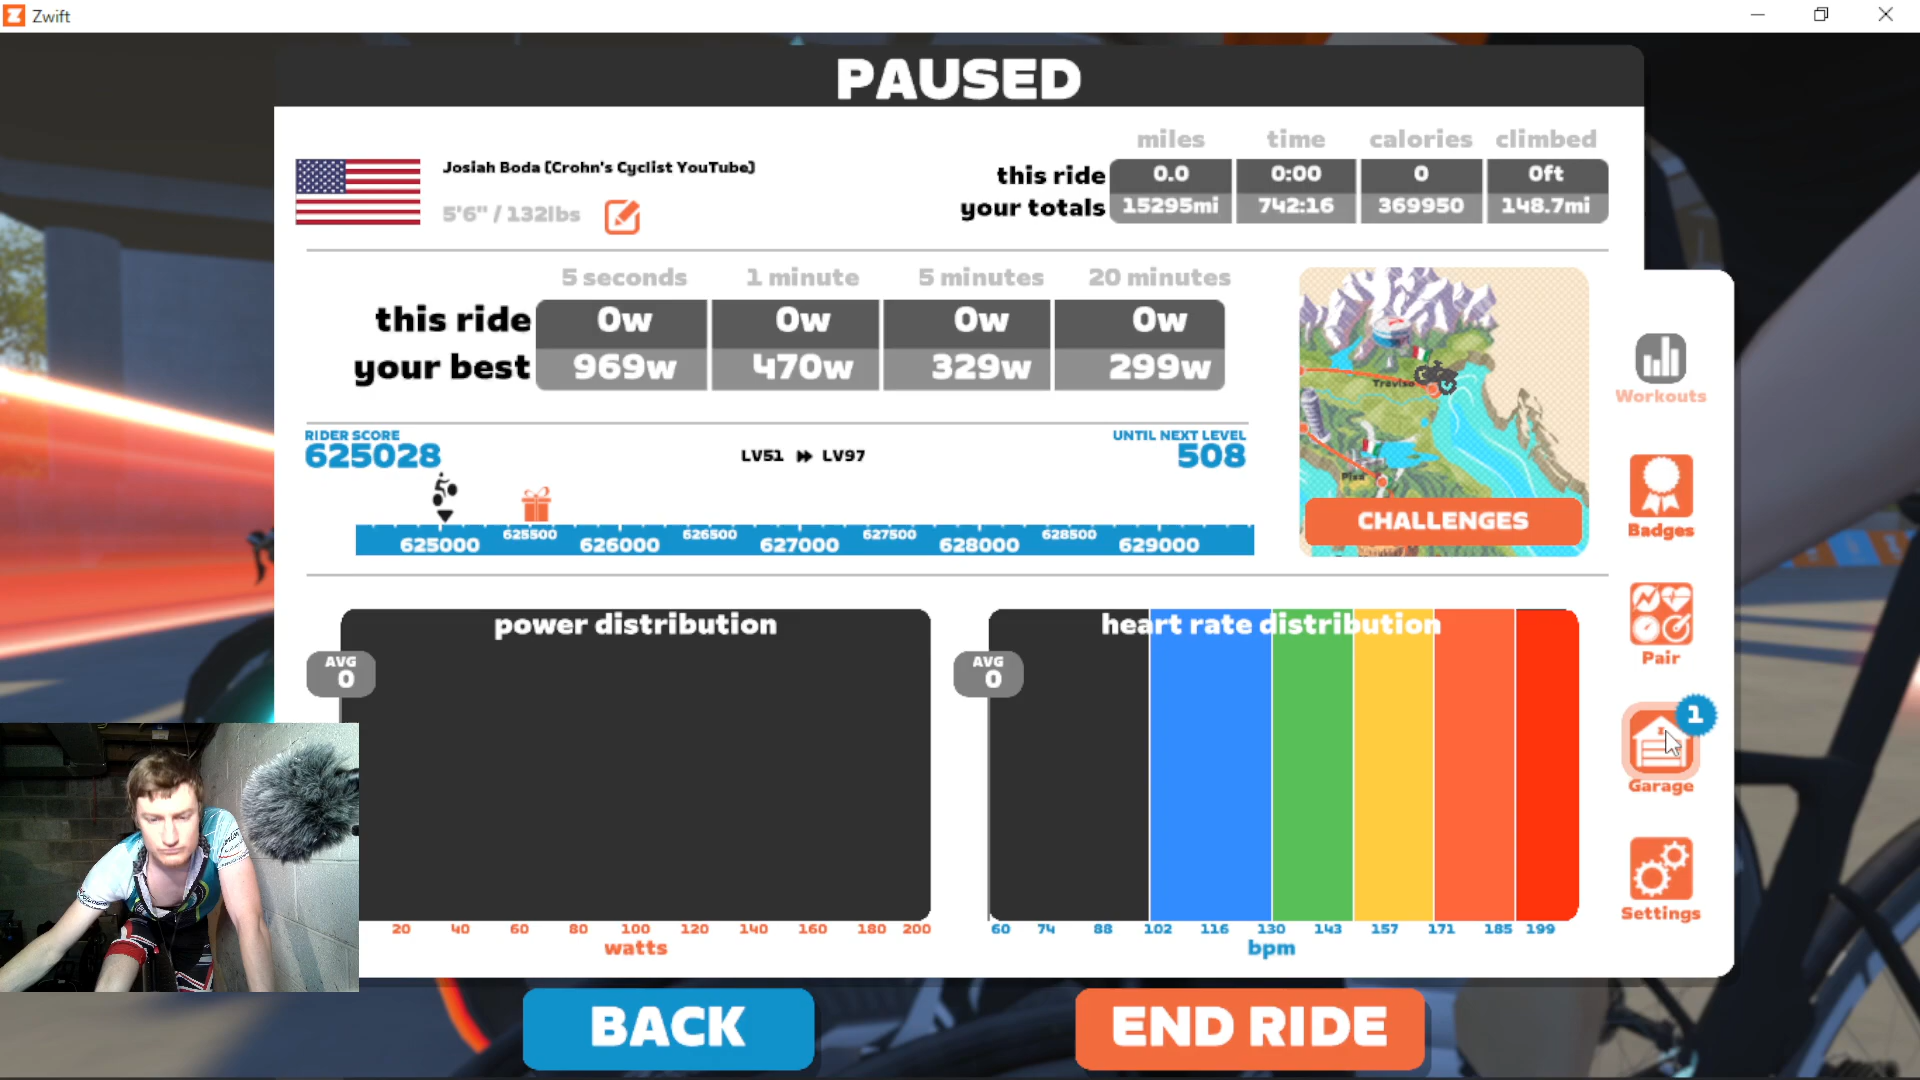 Zwift
PAUSED
miles time calories climbed
Josiah Boda [Crohn's Cyclist YouTube]
this ride 0.0 0:00 0 0ft
5'6" / 132lbs
your totals 15295mi 742:16 369950 148.7mi
5 seconds 1 minute 5 minutes 20 minutes
this ride 0w 0w 0w 0w
your best 969w 470w 329w 299w
Treviso
Workouts
RIDER SCORE
625028
LV51 LV97
UNTIL NEXT LEVEL
508
Pisa
CHALLENGES
Badges
625000 625500 626000 626500 627000 627500 628000 628500 629000
power distribution
heart rate distribution
AVG
0
AVG
0
Pair
1
Garage
Settings
20 40 60 80 100 120 140 160 180 200
watts
60 74 88 102 116 130 143 157 171 185 199
bpm
BACK
END RIDE